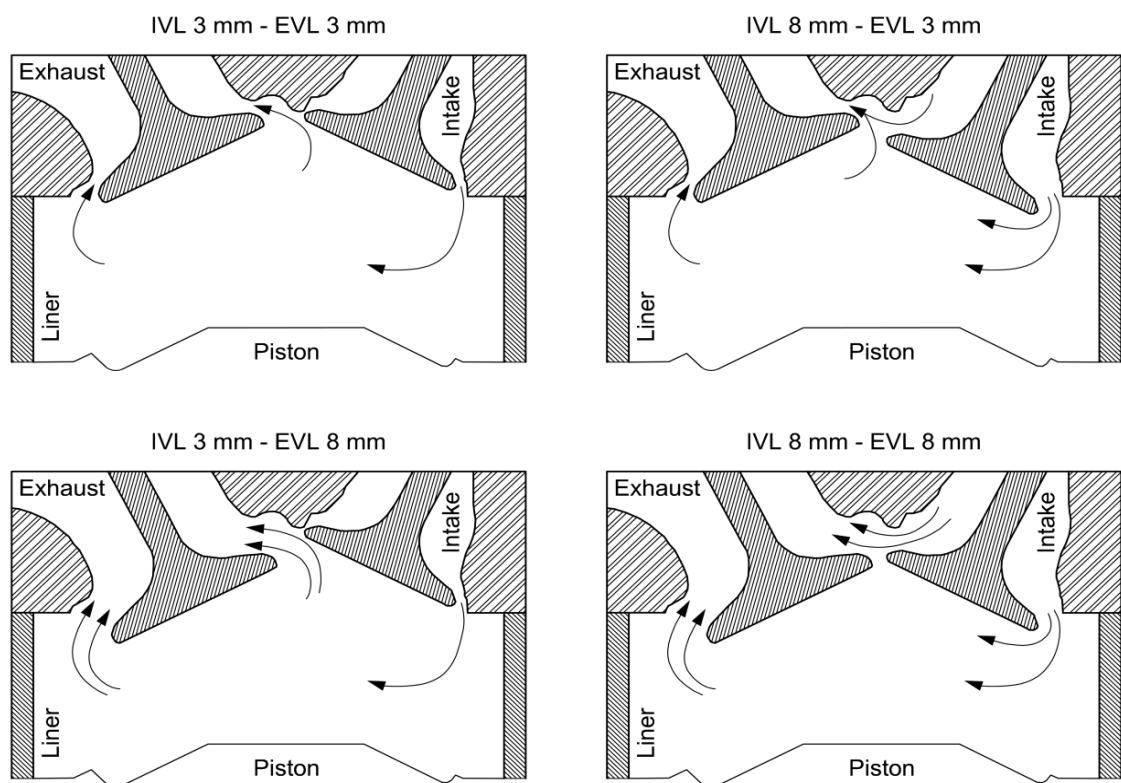 IVL 3 mm - EVL 3 mm
Exhaust
Intake
Liner
Piston
IVL 8 mm - EVL 3 mm
Exhaust
Intake
Liner
Piston
IVL 3 mm - EVL 8 mm
Exhaust
Intake
Liner
Piston
IVL 8 mm - EVL 8 mm
Exhaust
Intake
Liner
Piston